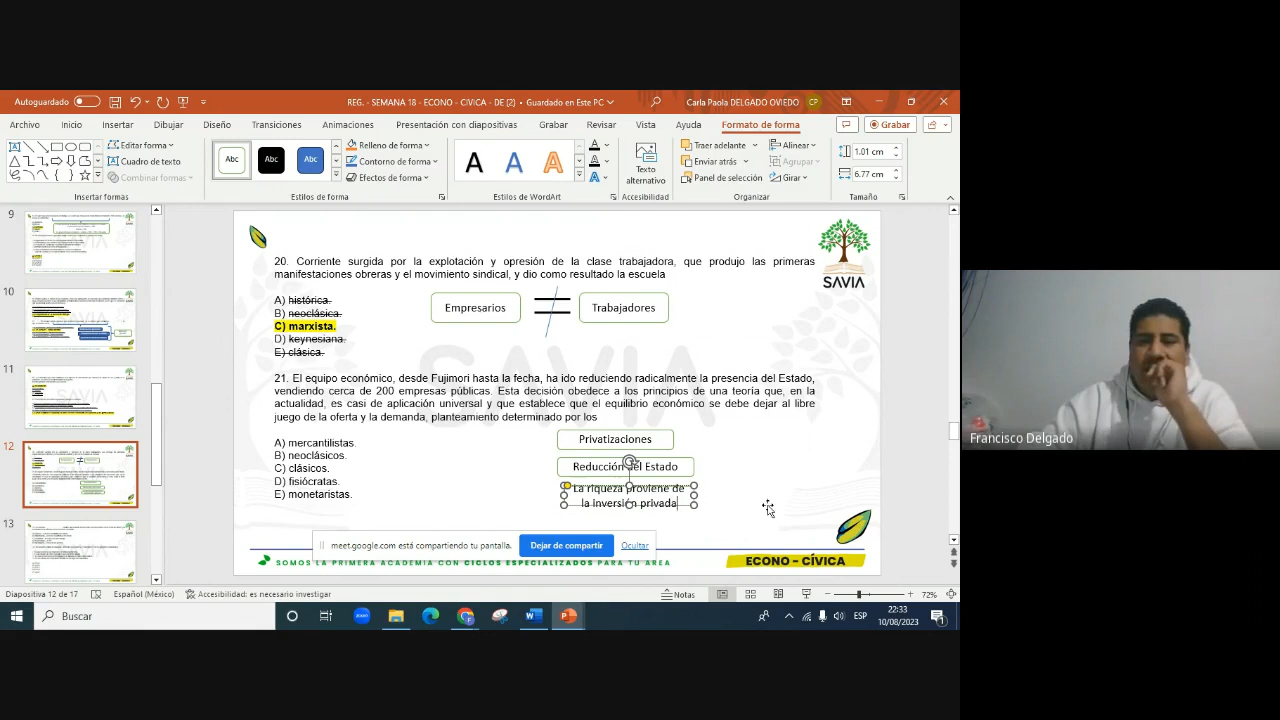 Autoguardado
REG. - SEMANA 18 - ECONO - CIVICA - DE (2) • Guardado en Este PC
Carla Paola DELGADO OVIEDO
CP
Archivo Inicio Insertar Dibujar Diseño Transiciones Animaciones Presentación con diapositivas Grabar Revisar Vista Ayuda Formato de forma
Grabar
Editar forma
Cuadro de texto
Combinar formas
Insertar formas
Abc Abc Abc
Relleno de forma
Contorno de forma
Efectos de forma
Estilos de forma
A A A
Estilos de WordArt
Texto
alternativo
Accesibilidad
Traer adelante
Enviar atrás
Panel de selección
Alinear
Agrupar
Girar
Organizar
1.01 cm
6.77 cm
Tamaño
9
10
11
12
13
SAVIA
20. Corriente surgida por la explotación y opresión de la clase trabajadora, que produjo las primeras
manifestaciones obreras y el movimiento sindical, y dio como resultado la escuela
A) histórica.
B) neoclásica.
C) marxista.
D) keynesiana.
E) clásica.
Empresarios
Trabajadores
SAVIA
21. El equipo económico, desde Fujimori hasta la fecha, ha ido reduciendo radicalmente la presencia del Estado,
vendiendo cerca de 200 empresas públicas. Esta decisión obedece a los principios de una teoría que, en la
actualidad, es casi de aplicación universal y que establece que el equilibrio económico se debe dejar al libre
juego de la oferta y la demanda, planteamiento determinado por los
A) mercantilistas.
B) neoclásicos.
C) clásicos.
D) fisiócratas.
E) monetaristas.
Privatizaciones
Reducción del Estado
La riqueza proviene de
la inversión privada
Dejar de compartir
Ocultar
SOMOS LA PRIMERA ACADEMIA CON CICLOS ESPECIALIZADOS PARA TU ÁREA
ECONO - CÍVICA
Francisco Delgado
Diapositiva 12 de 17
Español (México)
Accesibilidad: es necesario investigar
Notas
72%
Buscar
ESP
22:33
10/08/2023
1